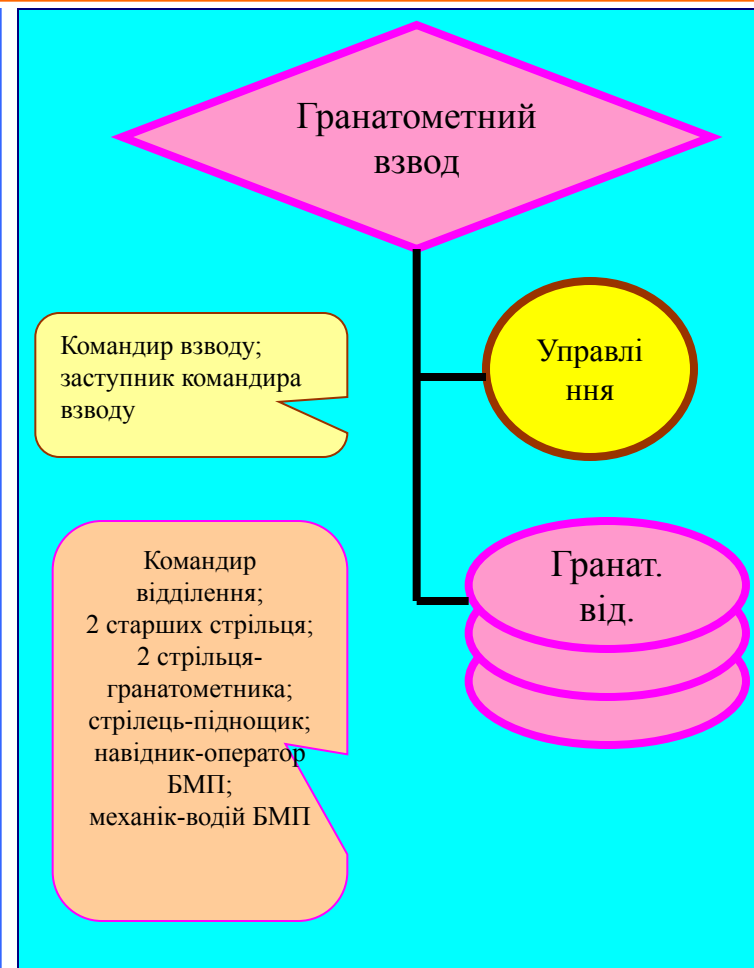 Гранатометний
взвод
Командир взводу;
заступник командира
взводу
Управлі
ння
Командир
відділення;
2 старших стрільця;
2 стрільця-
гранатометника;
стрілець-піднощик;
навідник-оператор
БМП;
механік-водій БМП
Гранат.
від.